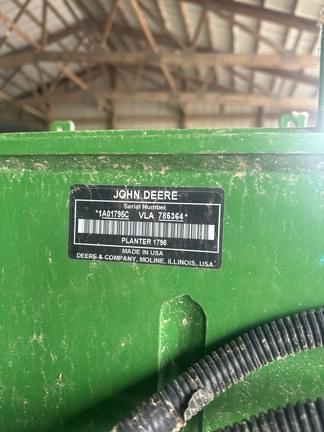 JOHN DEERE
Serial Number
*1A01795C VLA 785364*
PLANTER 1795
MADE IN USA
DEERE & COMPANY, MOLINE, ILLINOIS, USA